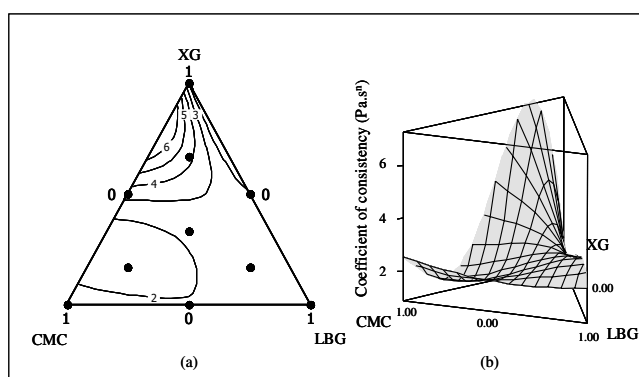 XG
1
5 3
6
4
0 0
2
1 0 1
CMC LBG
(a)
Coefficient of consistency (Pa.sⁿ)
6
4
2
XG
0.00
1.00
CMC
0.00
1.00 LBG
(b)